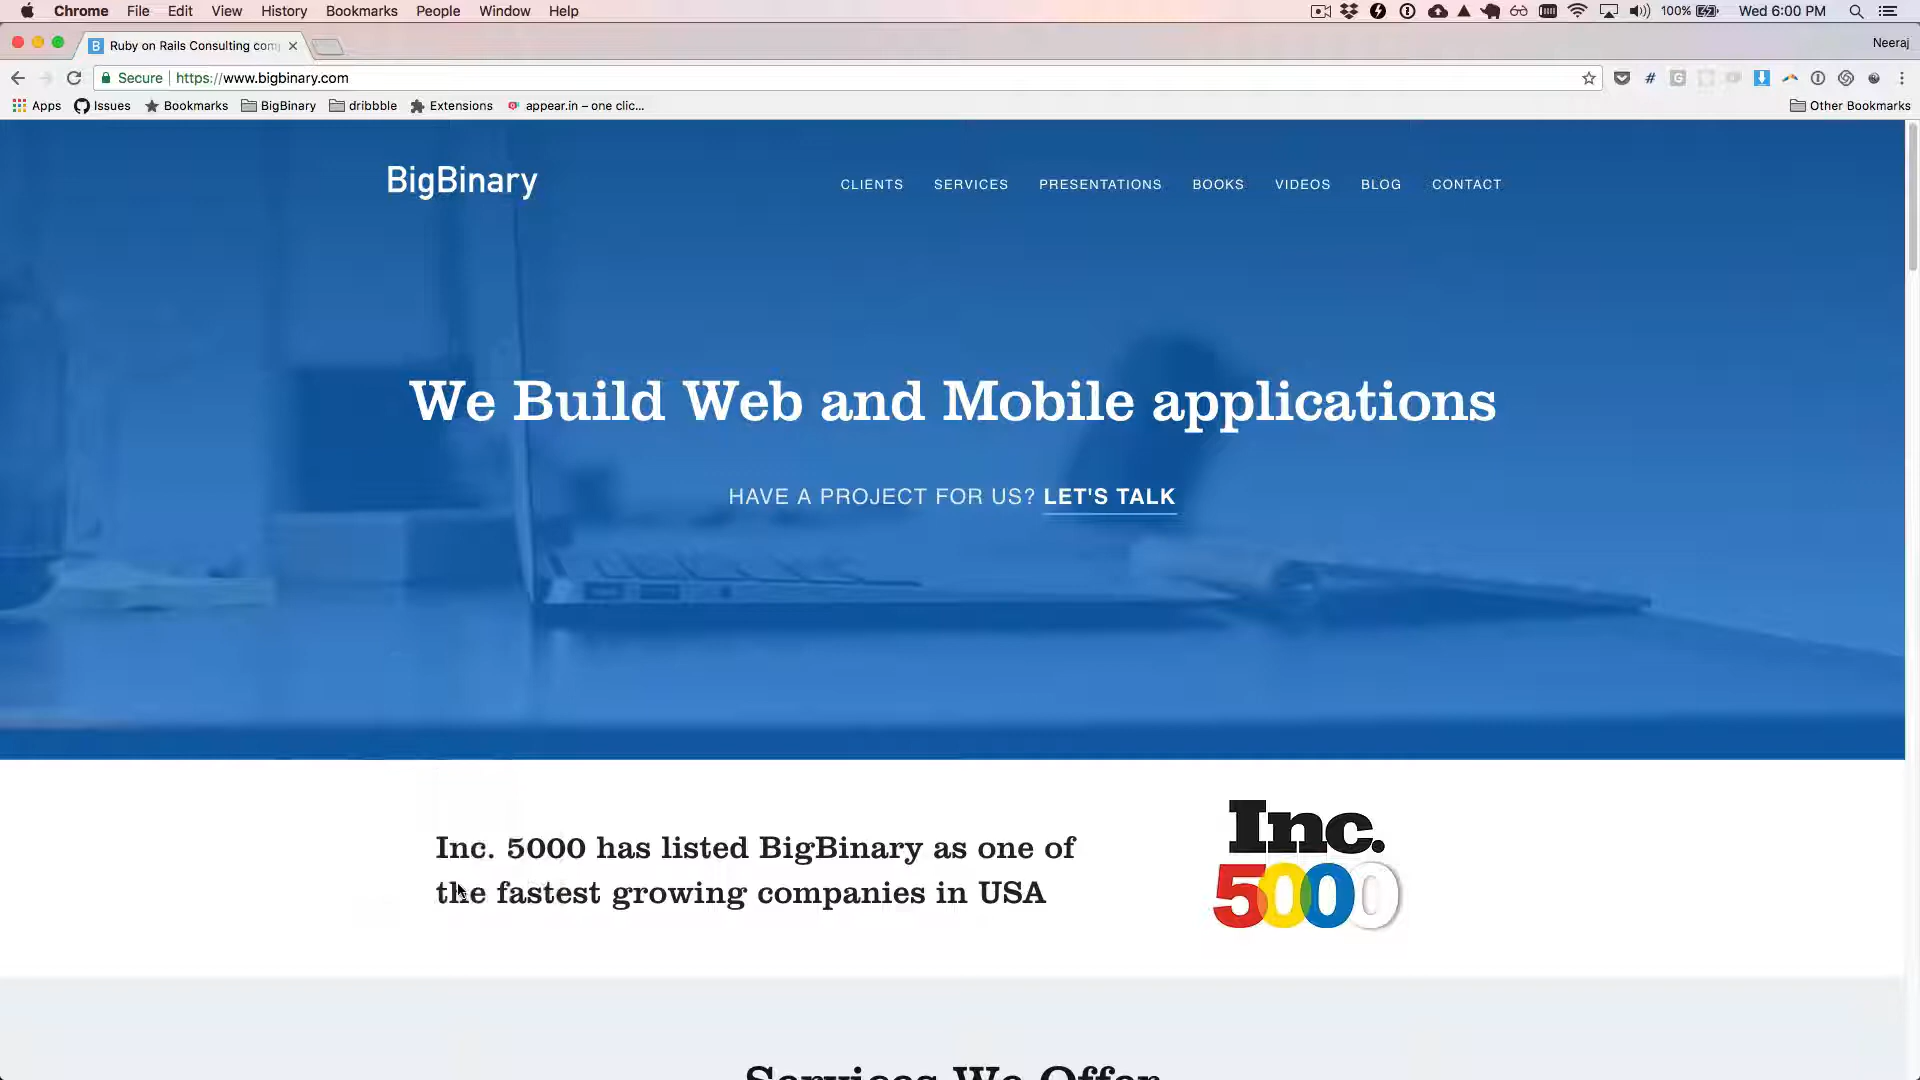 Chrome File Edit View History Bookmarks People Window Help 100% Wed 6:00 PM
Ruby on Rails Consulting com Neeraj
Secure https://www.bigbinary.com
Apps Issues Bookmarks BigBinary dribbble Extensions appear.in – one clic... Other Bookmarks
BigBinary CLIENTS SERVICES PRESENTATIONS BOOKS VIDEOS BLOG CONTACT
We Build Web and Mobile applications
HAVE A PROJECT FOR US? LET'S TALK
Inc. 5000 has listed BigBinary as one of
the fastest growing companies in USA
Inc.
5000
Services We Offer